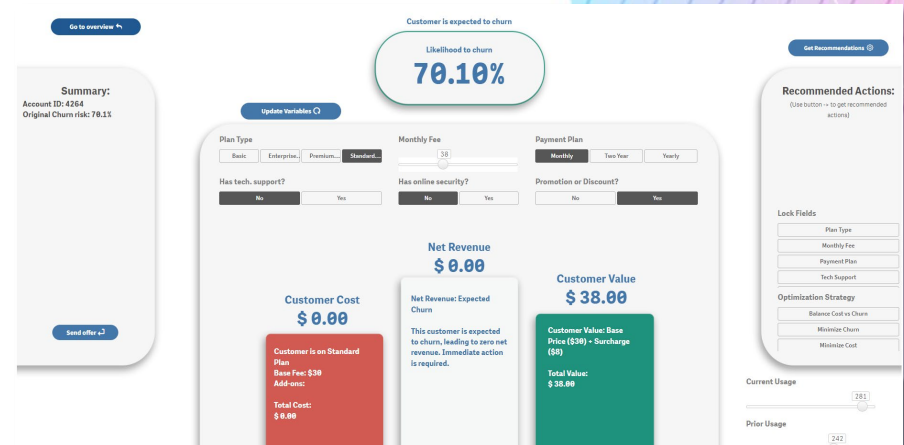 Go to overview
Customer is expected to churn
Likelihood to churn
70.10%
Get Recommendations
Summary:
Account ID: 4264
Original Churn risk: 70.1%
Send offer
Update Variables
Plan Type
Basic Enterprise.. Premium... Standard...
Monthly Fee
38
Payment Plan
Monthly Two Year Yearly
Has tech. support?
No Yes
Has online security?
No Yes
Promotion or Discount?
No Yes
Customer Cost
$ 0.00
Customer is on Standard
Plan
Base Fee: $30
Add-ons:
Total Cost:
$ 0.00
Net Revenue
$ 0.00
Net Revenue: Expected
Churn
This customer is expected
to churn, leading to zero net
revenue. Immediate action
is required.
Customer Value
$ 38.00
Customer Value: Base
Price ($30) + Surcharge
($8)
Total Value:
$ 38.00
Recommended Actions:
(Use button -> to get recommended
actions)
Lock Fields
Plan Type
Monthly Fee
Payment Plan
Tech Support
Optimization Strategy
Balance Cost vs Churn
Minimize Churn
Minimize Cost
Current Usage
281
Prior Usage
242